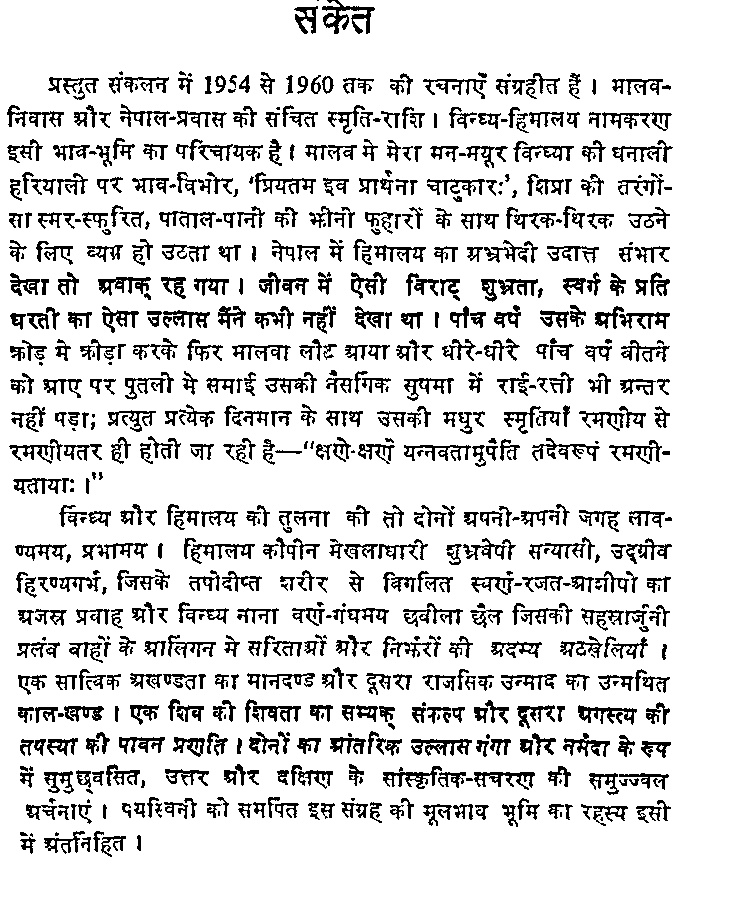 संकेत
प्रस्तुत संकलन में 1954 से 1960 तक की रचनाएँ संग्रहीत हैं । मालव-
निवास और नेपाल-प्रवास की संचित स्मृति-राशि । विन्ध्य-हिमालय नामकरण
इसी भाव-भूमि का परिचायक है । मालव मे मेरा मन-मयूर विन्ध्या की धनाली
हरियाली पर भाव-विभोर, ‘प्रियतम इव प्रार्थना चाटुकारः’, शिप्रा की तरंगों-
सा स्मर-स्फुरित, पाताल-पानी की झीनी फुहारों के साथ थिरक-थिरक उठने
के लिए व्यग्र हो उटता था । नेपाल में हिमालय का अभ्रभेदी उदात्त संभार
देखा तो अवाक् रह गया । जीवन में ऐसी विराट् शुभ्रता, स्वर्ग के प्रति
धरती का ऐसा उल्लास मैंने कभी नहीं देखा था । पांच वर्ष उसके अभिराम
क्रोड़ मे क्रीड़ा करके फिर मालवा लौट आया और धीरे-धीरे पांच वर्ष बीतने
को आए पर पुतली मे समाई उसकी नैसर्गिक सुषमा में राई-रत्ती भी अन्तर
नहीं पड़ा; प्रत्युत प्रत्येक दिनमान के साथ उसकी मधुर स्मृतियाँ रमणीय से
रमणीयतर ही होती जा रही है—“क्षणे-क्षणे यन्नवतामुपैति तदेवरूपं रमणी-
यतायाः ।”
विन्ध्य और हिमालय की तुलना की तो दोनों अपनी-अपनी जगह लाव-
ण्यमय, प्रभामय । हिमालय कौपीन मेखलाधारी शुभ्रवेषी सन्यासी, उद्ग्रीव
हिरण्यगर्भ, जिसके तपोदीप्त शरीर से विगलित स्वर्ण-रजत-आशीषो का
अजस्र प्रवाह और विन्ध्य नाना वर्ण-गंधमय छबीला छैल जिसकी सहस्रार्जुनी
प्रलंब बाहों के आलिंगन मे सरिताओं और निर्झरों की अदम्य अठखेलियाँ ।
एक सात्विक अखण्डता का मानदण्ड और दूसरा राजसिक उन्माद का उन्मथित
काल-खण्ड । एक शिव की शिवता का सम्यक् संकल्प और दूसरा अगस्त्य की
तपस्या की पावन प्रणति । दोनों का आंतरिक उल्लास गंगा और नर्मदा के रूप
में सुमुछ्वसित, उत्तर और दक्षिण के सांस्कृतिक-सचरण की समुज्ज्वल
अर्चनाएं । पयस्विनी को समर्पित इस संग्रह की मूलभाव भूमि का रहस्य इसी
में अंतर्निहित ।